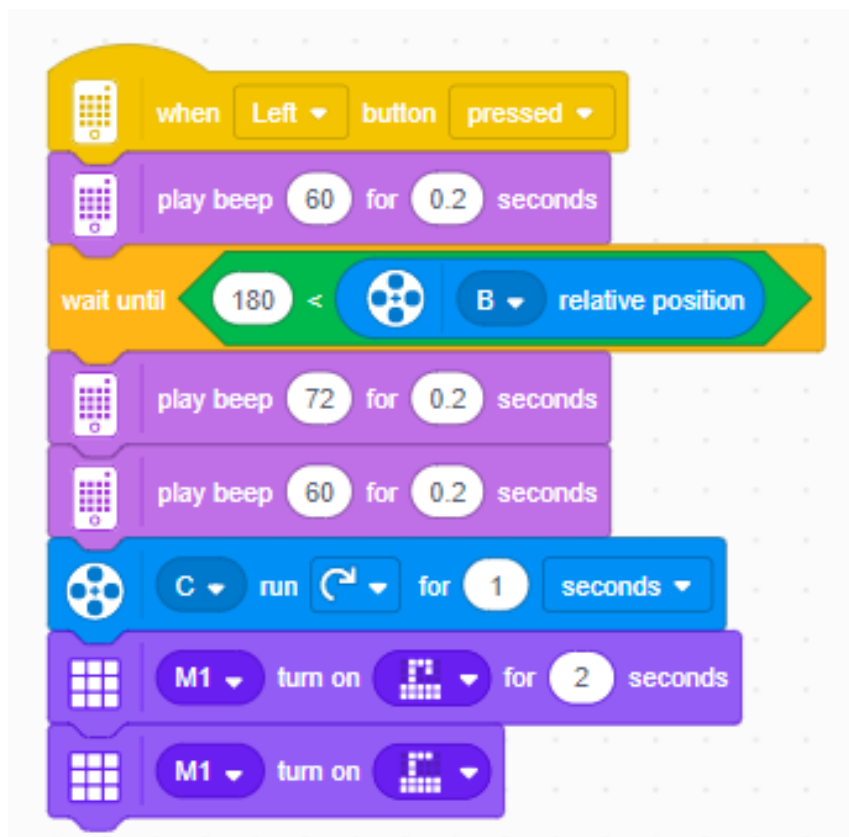 when Left button pressed
play beep 60 for 0.2 seconds
wait until 180 < B relative position
play beep 72 for 0.2 seconds
play beep 60 for 0.2 seconds
C run for 1 seconds
M1 turn on for 2 seconds
M1 turn on